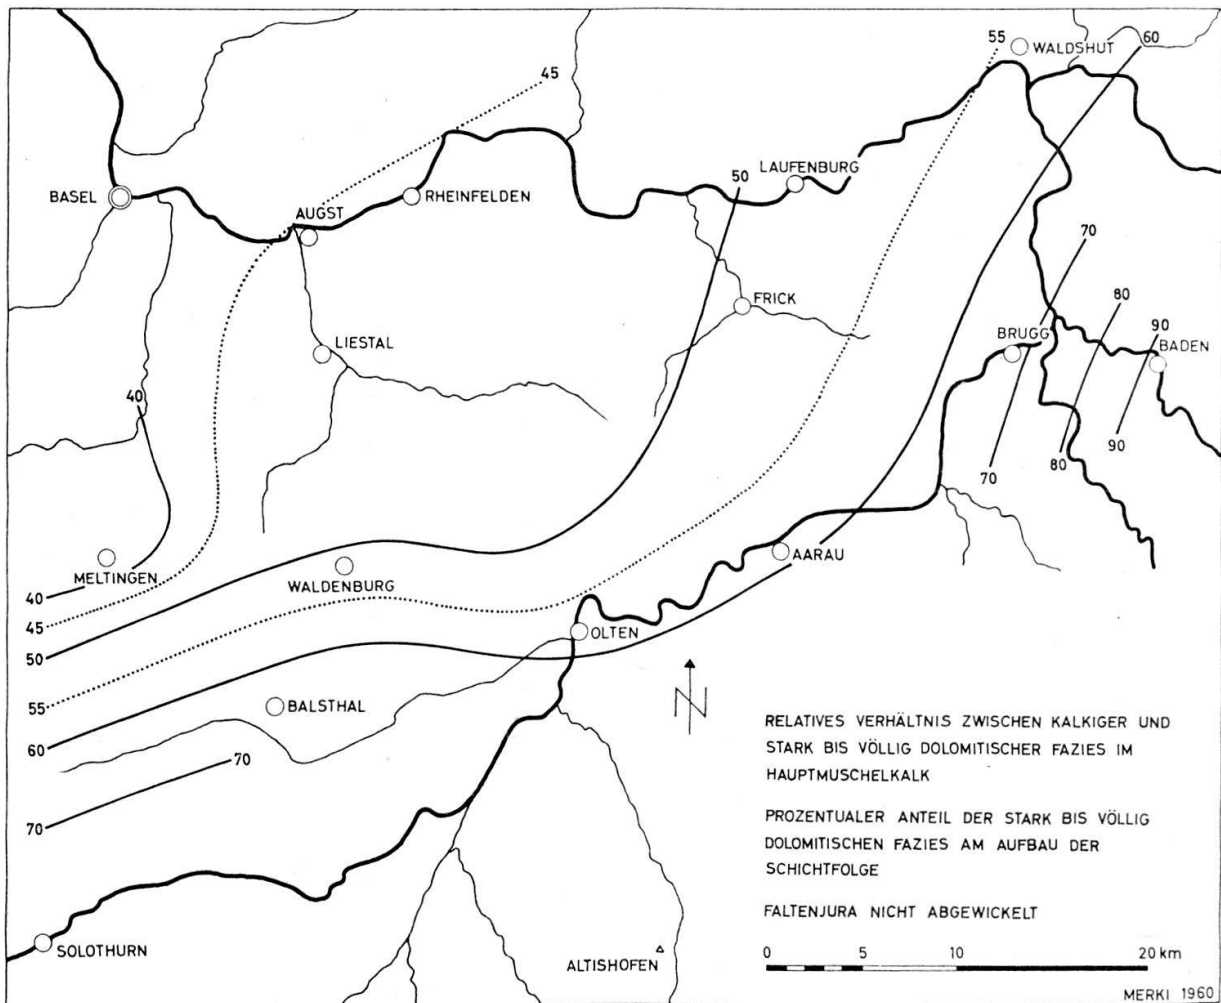 55
WALDSHUT
60
45
BASEL
AUGST
RHEINFELDEN
50
LAUFENBURG
70
80
90
FRICK
BRUGG
BADEN
LIESTAL
40
90
80
70
MELTINGEN
WALDENBURG
AARAU
40
45
OLTEN
50
55
BALSTHAL
60
70
70
N
RELATIVES VERHÄLTNIS ZWISCHEN KALKIGER UND
STARK BIS VÖLLIG DOLOMITISCHER FAZIES IM
HAUPTMUSCHELKALK
PROZENTUALER ANTEIL DER STARK BIS VÖLLIG
DOLOMITISCHEN FAZIES AM AUFBAU DER
SCHICHTFOLGE
FALTENJURA NICHT ABGEWICKELT
0 5 10 20 km
SOLOTHURN
ALTISHOFEN
MERKI 1960